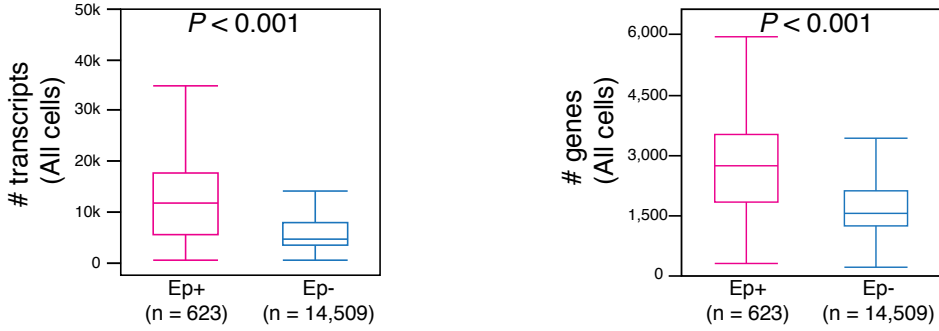 # transcripts
(All cells)
50k
40k
30k
20k
10k
0
P < 0.001
Ep+
(n = 623)
Ep-
(n = 14,509)
# genes
(All cells)
6,000
4,500
3,000
1,500
0
P < 0.001
Ep+
(n = 623)
Ep-
(n = 14,509)